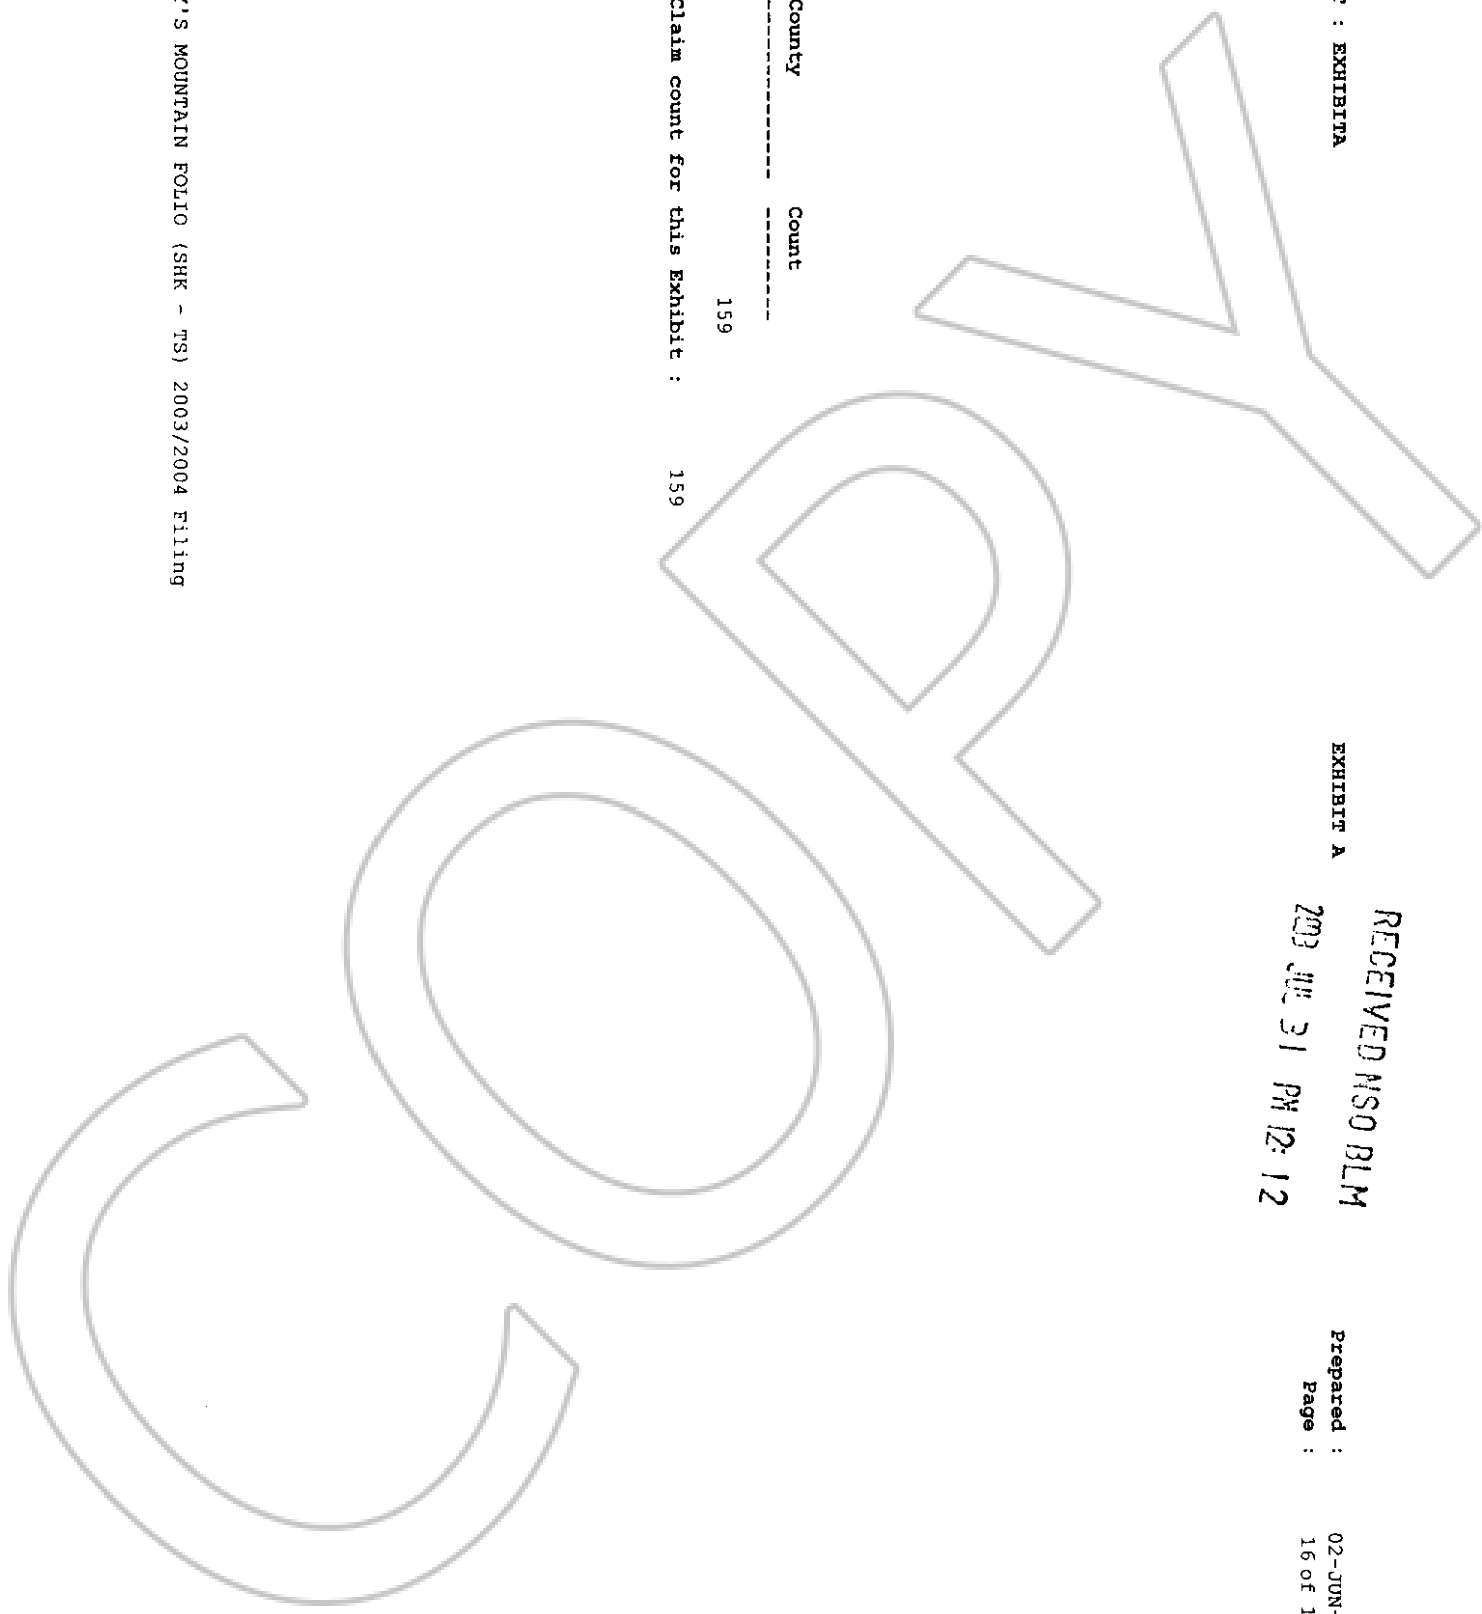 : EXHIBITA
EXHIBIT A
RECEIVED NSO BLM
2003 JUL 31 PM 12:12
Prepared : 02-JUN-
Page : 16 of 1
County Count
------------- --------
159
Claim count for this Exhibit : 159
Y'S MOUNTAIN FOLIO (SHK - TS) 2003/2004 Filing
COPY